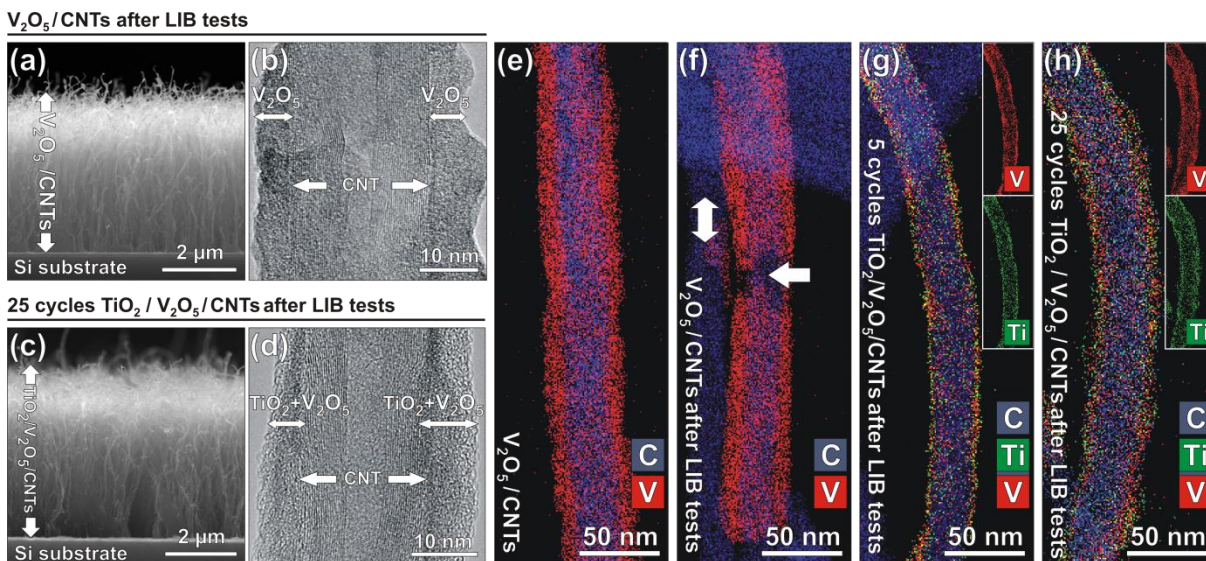 V₂O₅/CNTs after LIB tests
(a)
V₂O₅/CNTs
2 µm
Si substrate
(b)
V₂O₅
V₂O₅
CNT
10 nm
25 cycles TiO₂ / V₂O₅/ CNTs after LIB tests
(c)
TiO₂/V₂O₅/CNTs
2 µm
Si substrate
(d)
TiO₂+V₂O₅
TiO₂+V₂O₅
CNT
10 nm
(e)
V₂O₅/CNTs
C
V
50 nm
(f)
V₂O₅/CNTs after LIB tests
C
V
50 nm
(g)
5 cycles TiO₂/V₂O₅/CNTs after LIB tests
V
Ti
C
Ti
V
50 nm
(h)
25 cycles TiO₂/V₂O₅/CNTs after LIB tests
V
Ti
C
Ti
V
50 nm